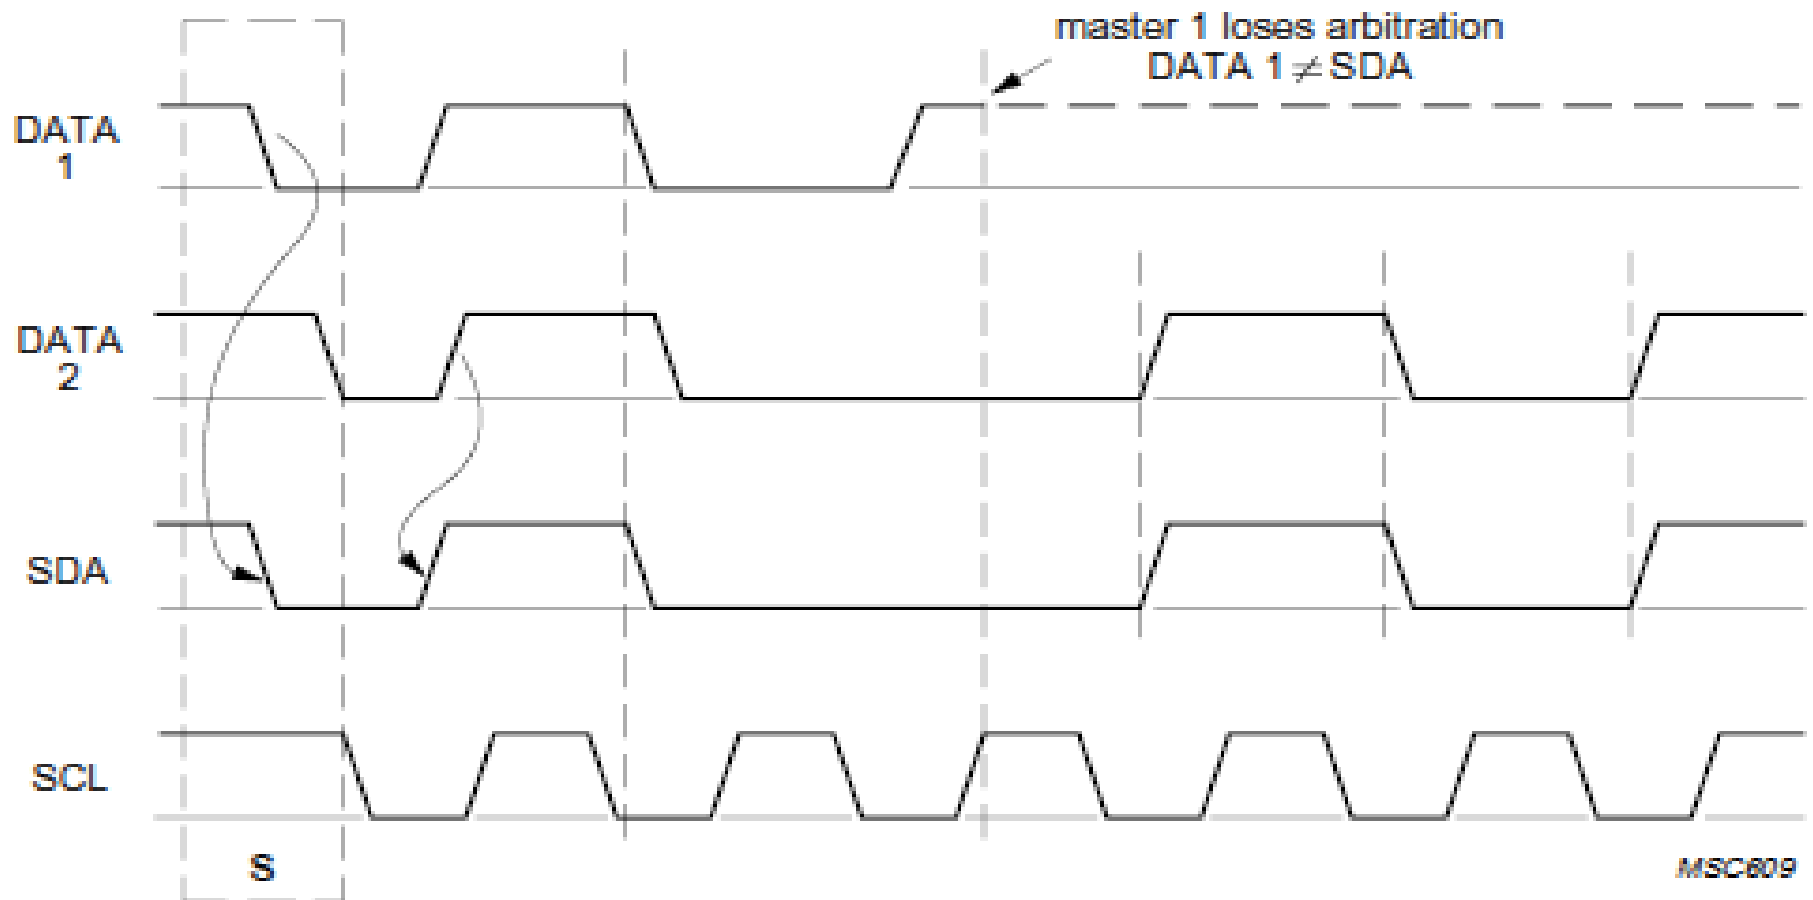 master 1 loses arbitration
DATA 1 ≠ SDA
DATA
1
DATA
2
SDA
SCL
S
MSC609